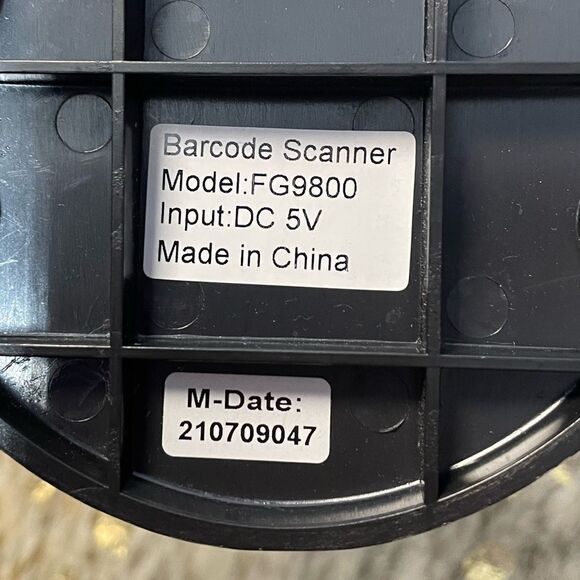 Barcode Scanner
Model:FG9800
Input:DC 5V
Made in China
M-Date:
210709047